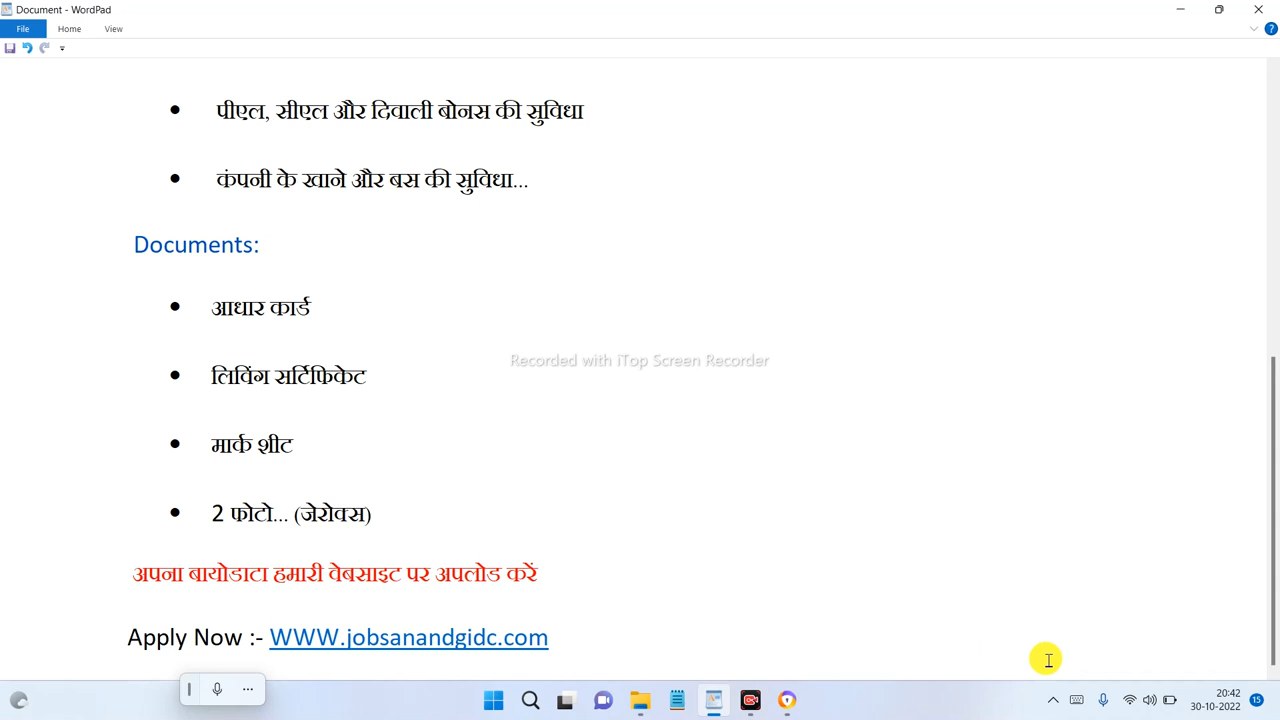 Document - WordPad
File Home View
• पीएल, सीएल और दिवाली बोनस की सुविधा
• कंपनी के खाने और बस की सुविधा...
Documents:
• आधार कार्ड
Recorded with iTop Screen Recorder
• लिविंग सर्टिफिकेट
• मार्क शीट
• 2 फोटो... (जेरोक्स)
अपना बायोडाटा हमारी वेबसाइट पर अपलोड करें
Apply Now :- WWW.jobsanandgidc.com
20:42
30-10-2022
15